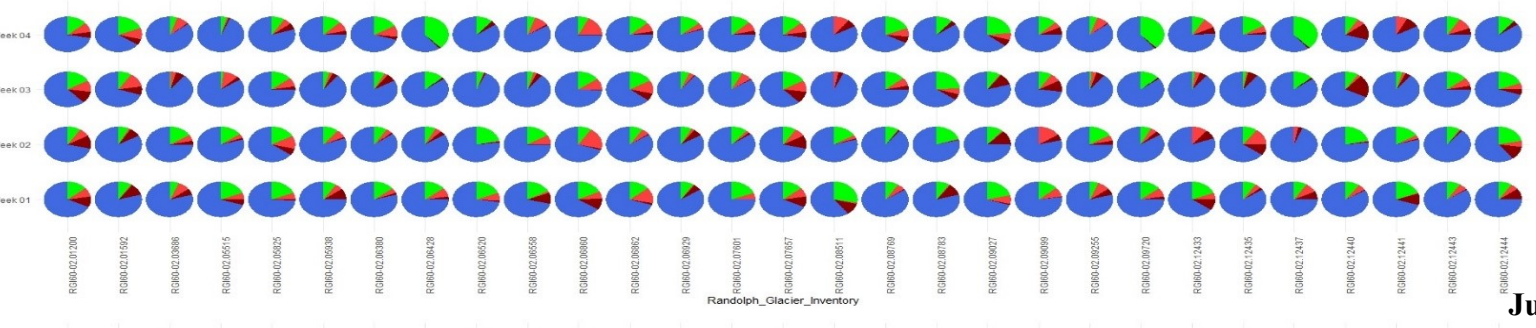 eek 04
eek 03
eek 02
eek 01
RGI60-02.01200
RGI60-02.01592
RGI60-02.03686
RGI60-02.05515
RGI60-02.05825
RGI60-02.05938
RGI60-02.06380
RGI60-02.06428
RGI60-02.06520
RGI60-02.06558
RGI60-02.06860
RGI60-02.06862
RGI60-02.06929
RGI60-02.07601
RGI60-02.07657
RGI60-02.08511
RGI60-02.08769
RGI60-02.08783
RGI60-02.09027
RGI60-02.09099
RGI60-02.09255
RGI60-02.09720
RGI60-02.12433
RGI60-02.12435
RGI60-02.12437
RGI60-02.12440
RGI60-02.12441
RGI60-02.12443
RGI60-02.12444
Randolph_Glacier_Inventory
Ju